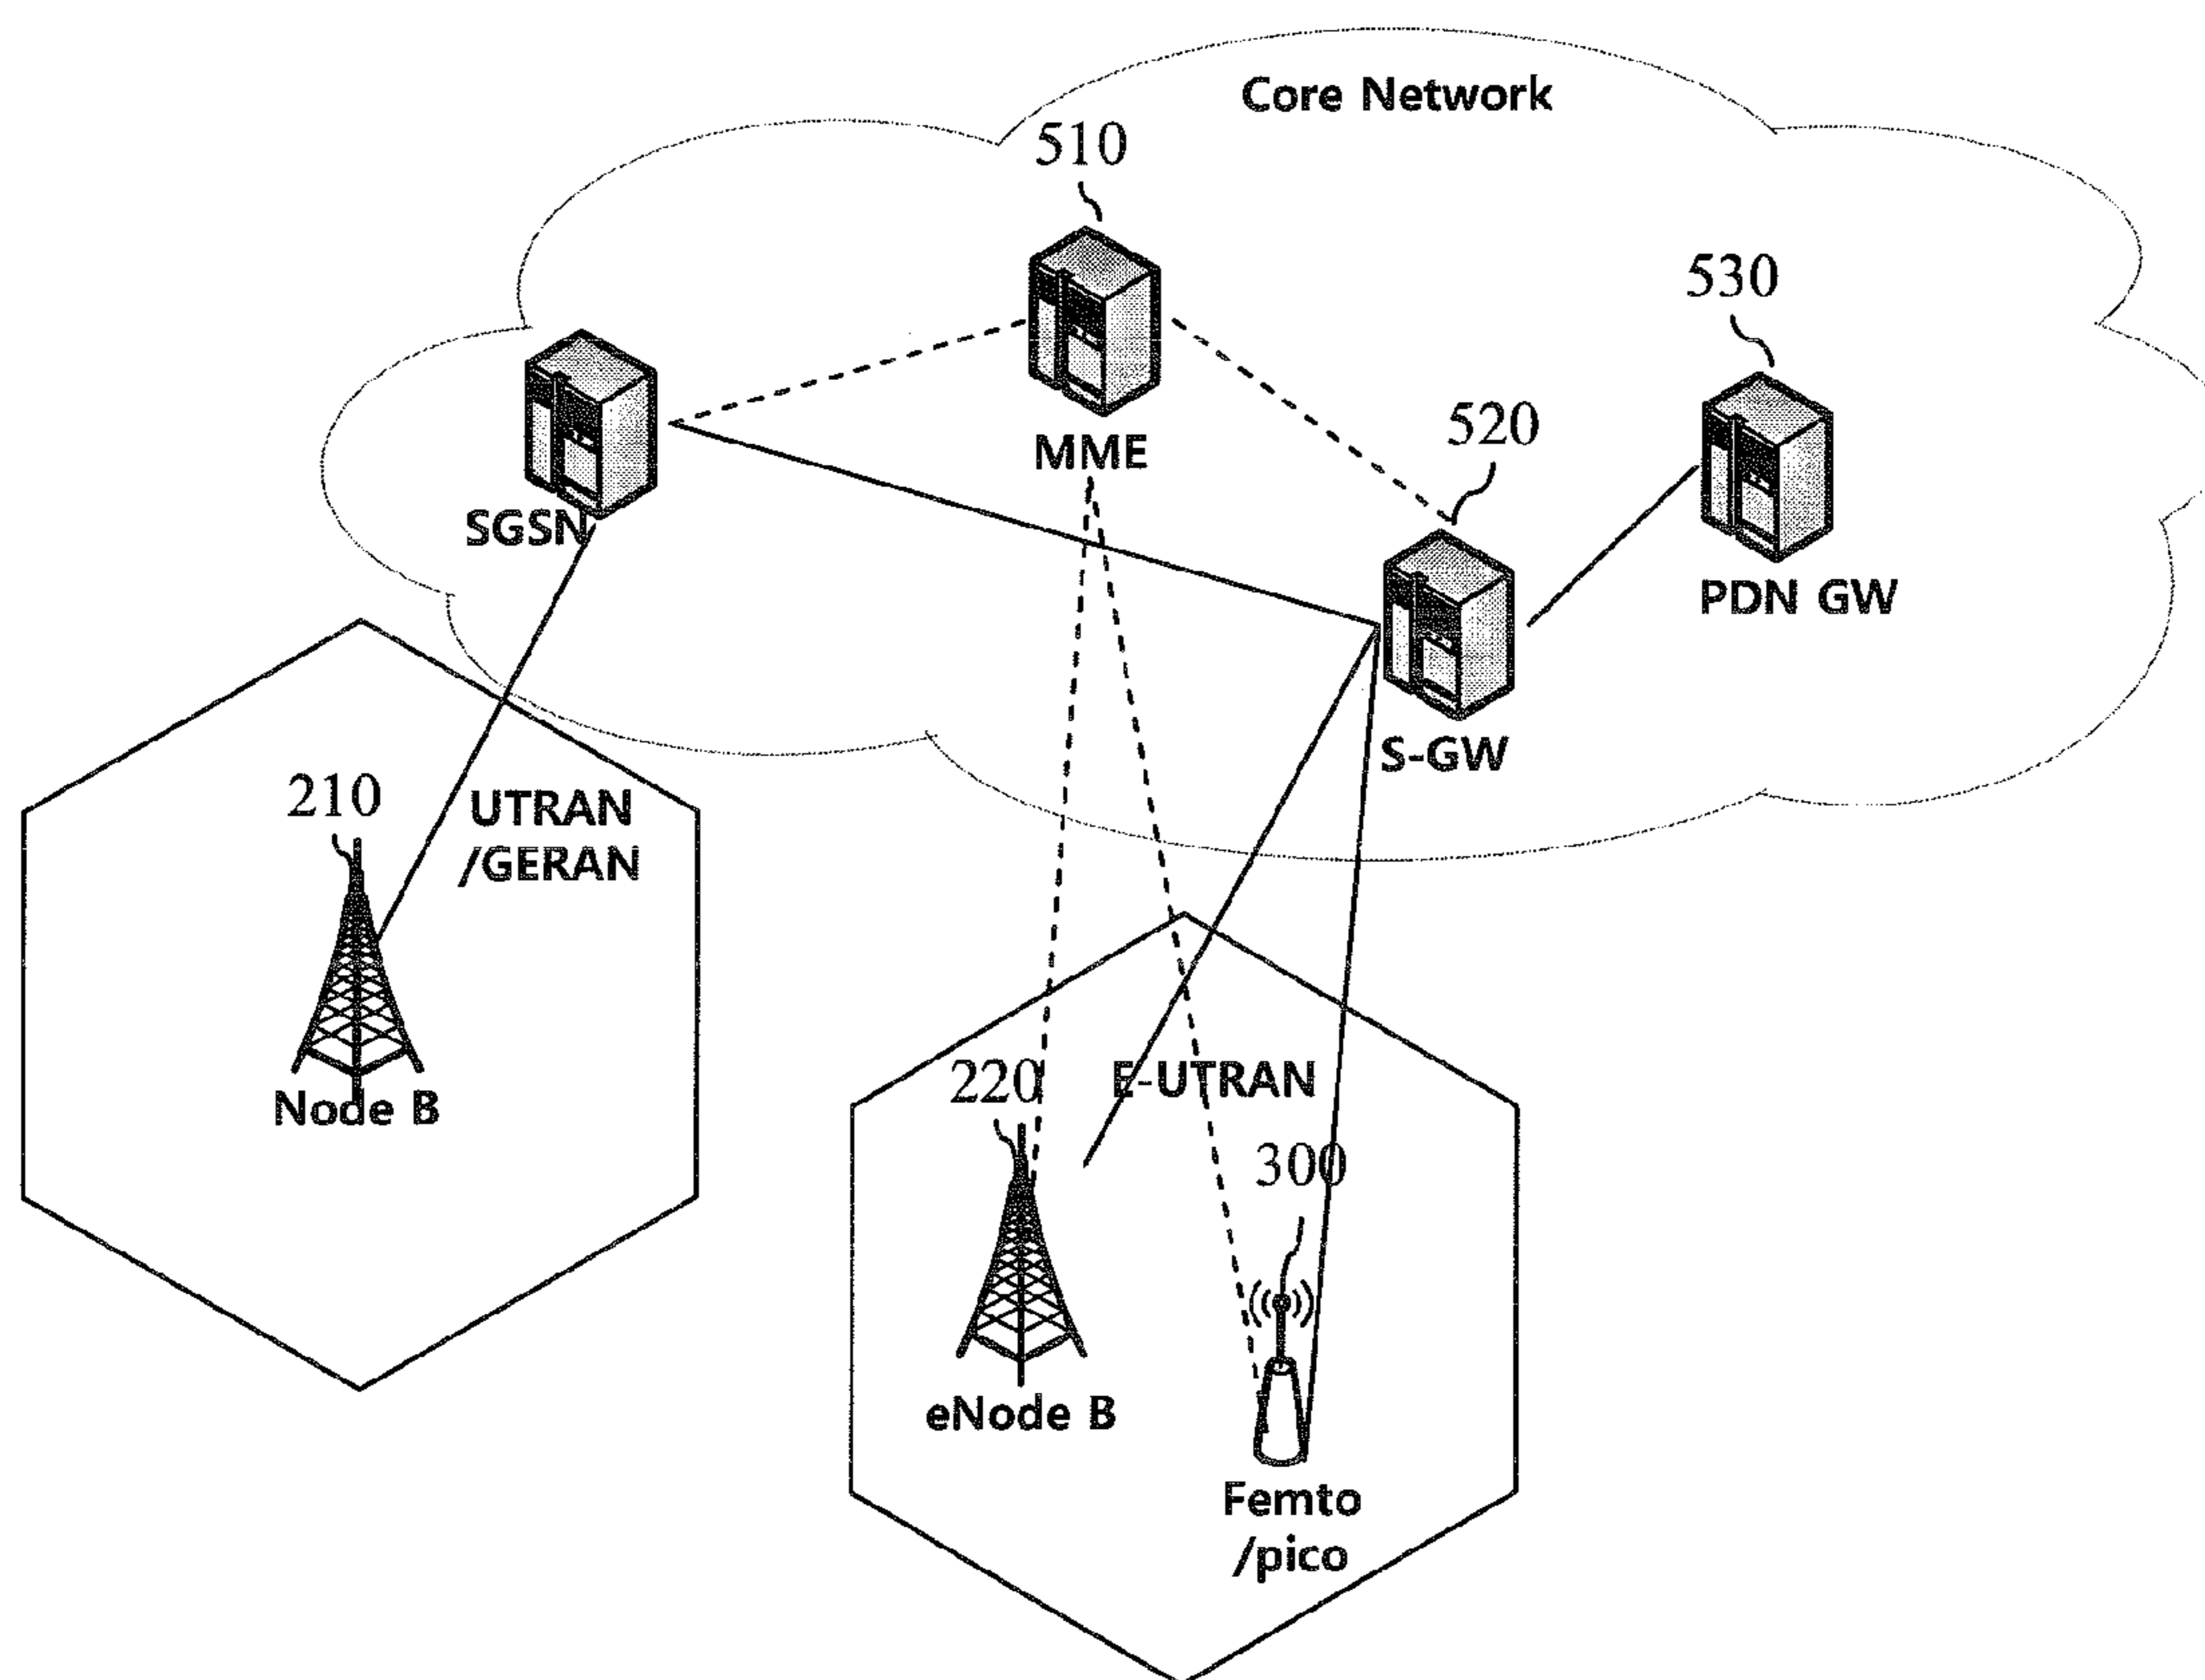 Core Network
510
MME
530
PDN GW
520
S-GW
SGSN
210
UTRAN
/GERAN
Node B
220
E-UTRAN
300
eNode B
Femto
/pico